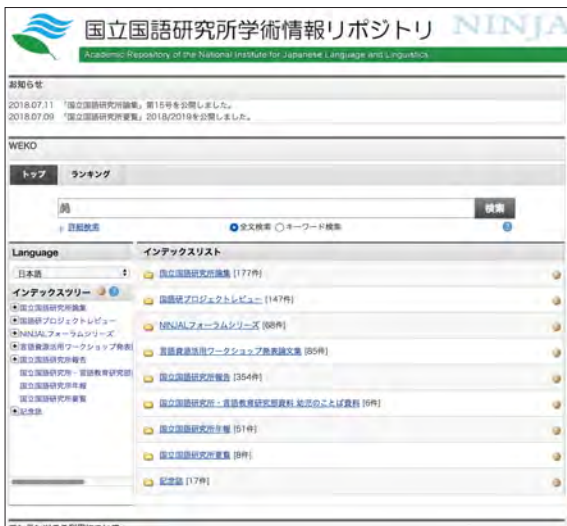 国立国語研究所学術情報リポジトリ NINJA
Academic Repository of the National Institute for Japanese Language and Linguistics
お知らせ
2018.07.11 「国立国語研究所論集」第15号を公開しました。
2018.07.09 『国立国語研究所要覧』2018/2019を公開しました。
WEKO
トップ ランキング
検索
詳細検索 全文検索 キーワード検索
Language
日本語
インデックスツリー
国立国語研究所論集
国語研プロジェクトレビュー
NINJALフォーラムシリーズ
言語資源活用ワークショップ発表
国立国語研究所報告
国立国語研究所・言語教育研究部
国立国語研究所年報
国立国語研究所要覧
記念誌
インデックスリスト
国立国語研究所論集 [177件]
国語研プロジェクトレビュー [147件]
NINJALフォーラムシリーズ [68件]
言語資源活用ワークショップ発表論文集 [85件]
国立国語研究所報告 [354件]
国立国語研究所・言語教育研究部資料 幼児のことば資料 [6件]
国立国語研究所年報 [51件]
国立国語研究所要覧 [8件]
記念誌 [17件]